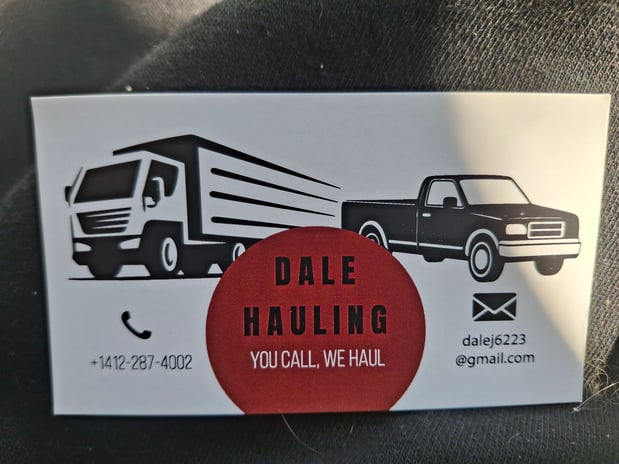 DALE
HAULING
YOU CALL, WE HAUL
+1412-287-4002
dalej6223
@gmail.com